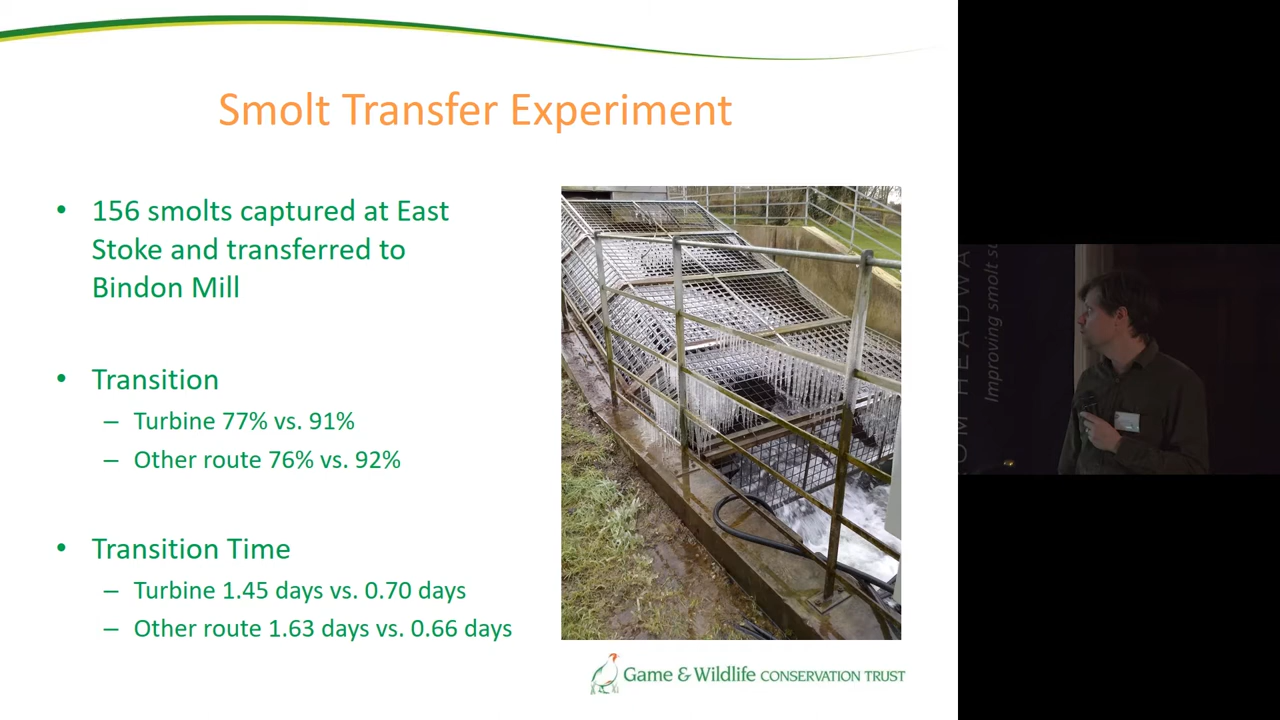 Smolt Transfer Experiment
• 156 smolts captured at East
Stoke and transferred to
Bindon Mill
• Transition
– Turbine 77% vs. 91%
– Other route 76% vs. 92%
• Transition Time
– Turbine 1.45 days vs. 0.70 days
– Other route 1.63 days vs. 0.66 days
Game & Wildlife CONSERVATION TRUST
Improving smolt